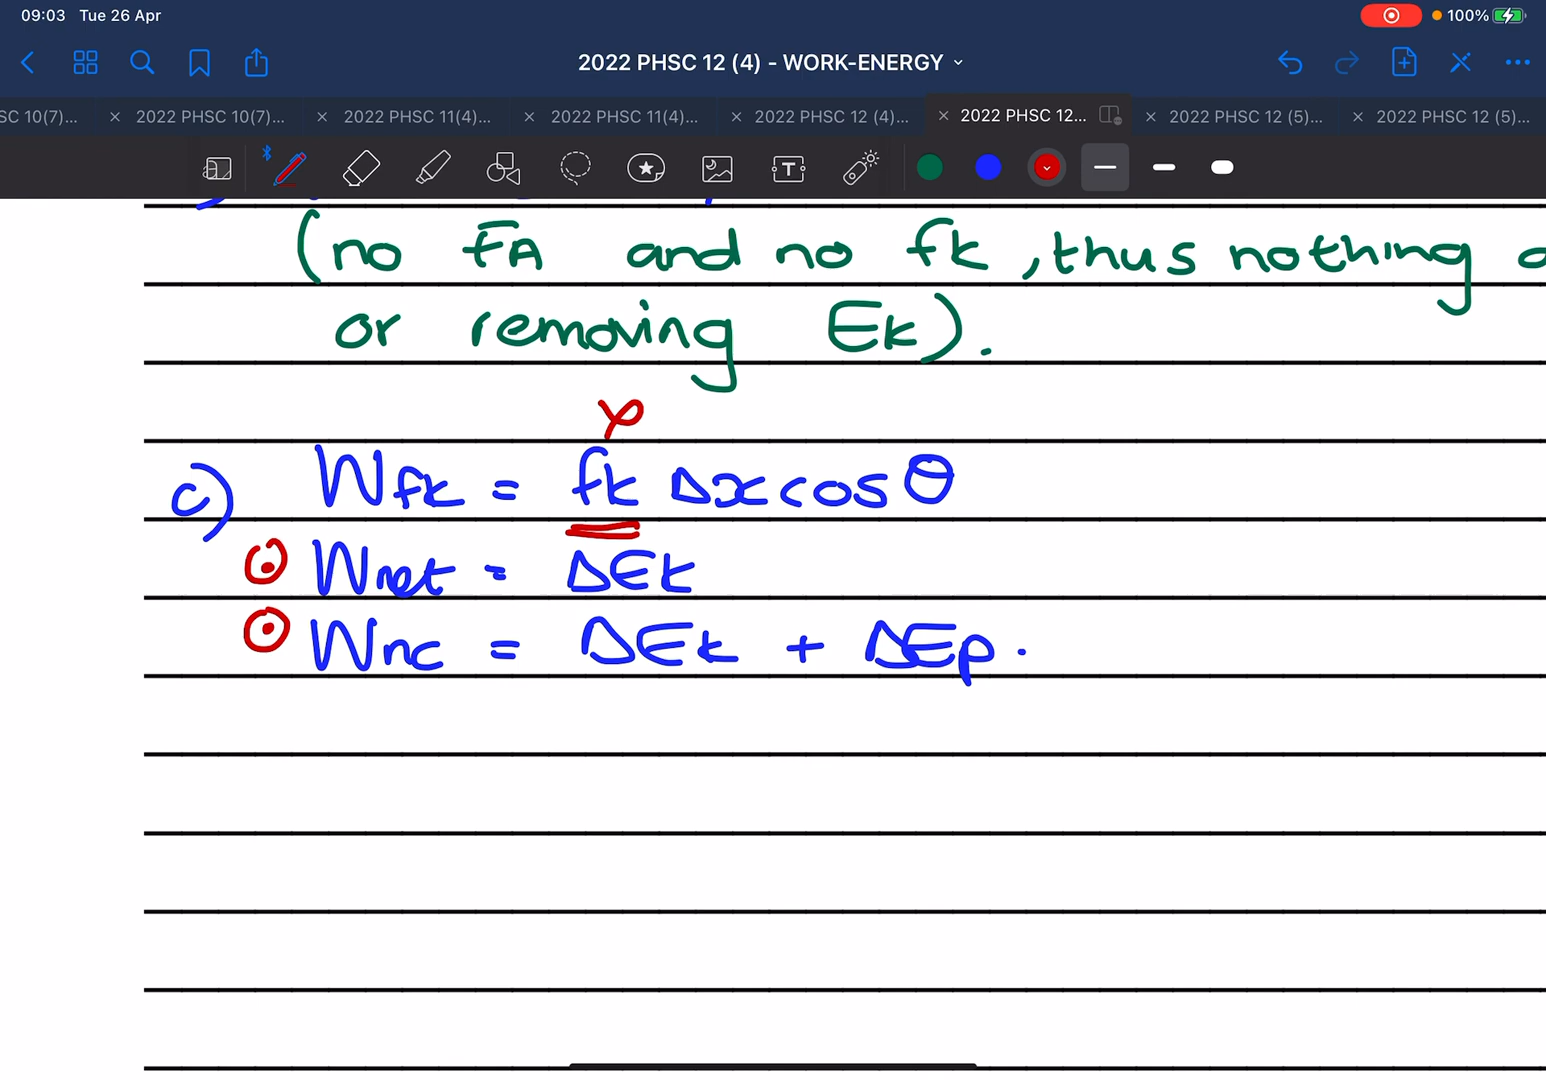 09:03 Tue 26 Apr 100%
2022 PHSC 12 (4) - WORK-ENERGY
SC 10(7)... × 2022 PHSC 10(7)... × 2022 PHSC 11(4)... × 2022 PHSC 11(4)... × 2022 PHSC 12 (4)... × 2022 PHSC 12... × 2022 PHSC 12 (5)... × 2022 PHSC 12 (5)...
(no FA and no fk, thus nothing
or removing Ek).
c) Wfk = fk Δx cos θ
Wnet = ΔEk
Wnc = ΔEk + ΔEp.